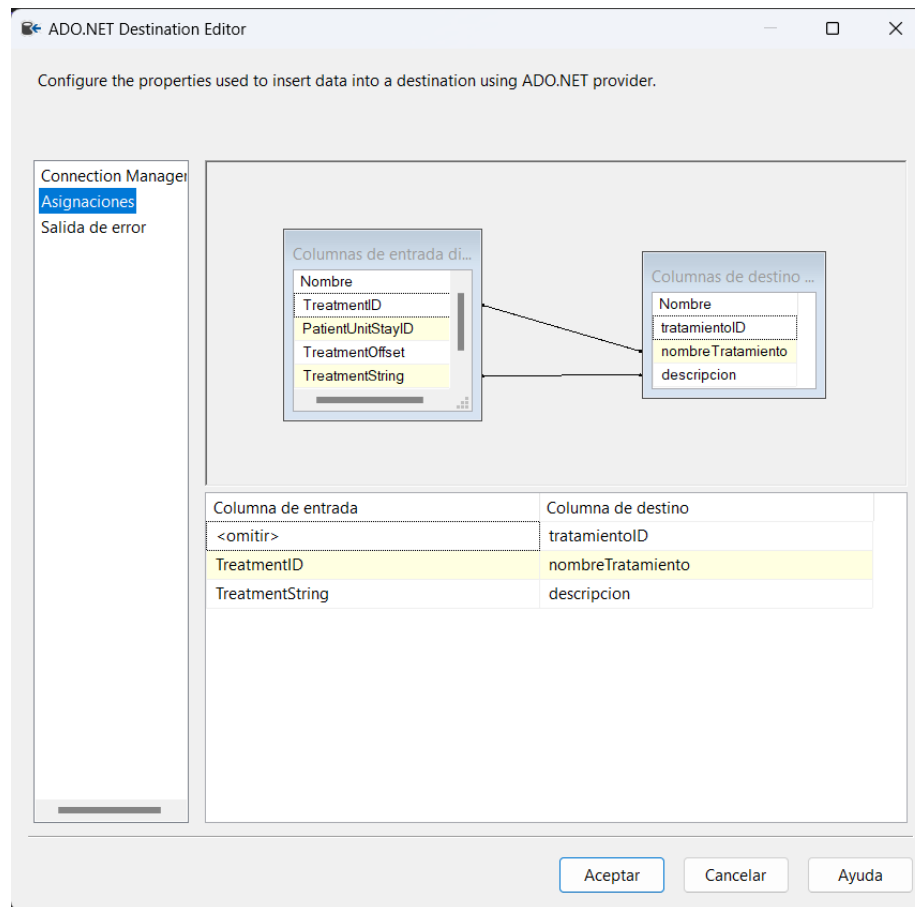 ADO.NET Destination Editor
Configure the properties used to insert data into a destination using ADO.NET provider.
Connection Manager
Asignaciones
Salida de error
Columnas de entrada di...
Nombre
TreatmentID
PatientUnitStayID
TreatmentOffset
TreatmentString
Columnas de destino ...
Nombre
tratamientoID
nombreTratamiento
descripcion
Columna de entrada Columna de destino
<omitir> tratamientoID
TreatmentID nombreTratamiento
TreatmentString descripcion
Aceptar Cancelar Ayuda